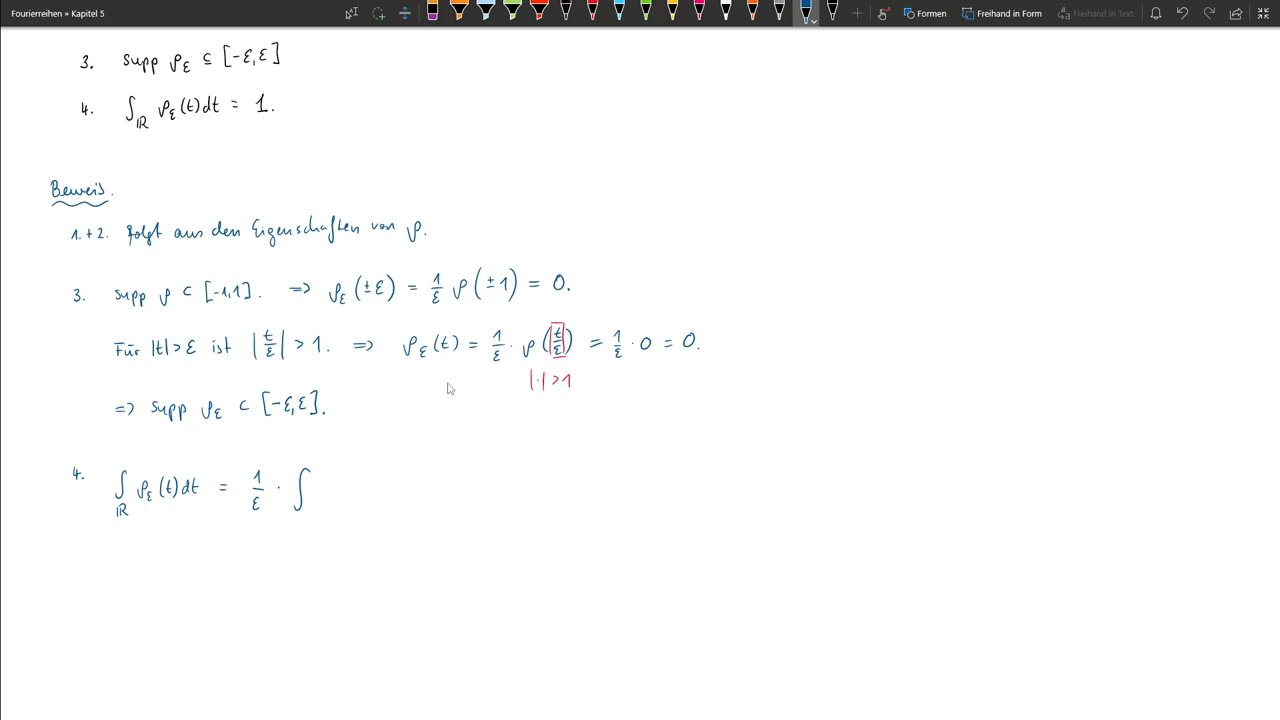 Fourierreihen » Kapitel 5
Formen
Freihand in Form
Freihand in Text
3. supp ρ_ε ⊆ [-ε,ε]
4. ∫_ℝ ρ_ε(t)dt = 1.
Beweis.
1.+2. folgt aus den Eigenschaften von ρ.
3. supp ρ ⊂ [-1,1]. ⇒ ρ_ε(±ε) = 1/ε ρ(±1) = 0.
Für |t|>ε ist |t/ε| > 1. ⇒ ρ_ε(t) = 1/ε · ρ(t/ε) = 1/ε · 0 = 0.
|·|>1
⇒ supp ρ_ε ⊂ [-ε,ε].
4. ∫_ℝ ρ_ε(t)dt = 1/ε · ∫